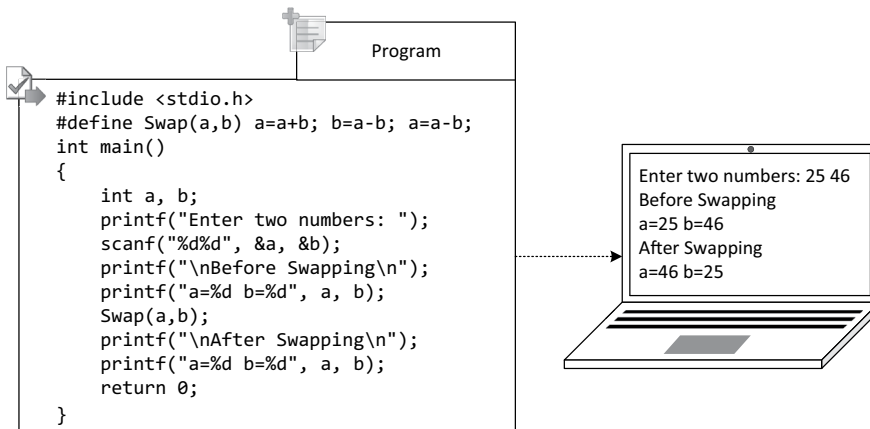 Program
#include <stdio.h>
#define Swap(a,b) a=a+b; b=a-b; a=a-b;
int main()
{
    int a, b;
    printf("Enter two numbers: ");
    scanf("%d%d", &a, &b);
    printf("\nBefore Swapping\n");
    printf("a=%d b=%d", a, b);
    Swap(a,b);
    printf("\nAfter Swapping\n");
    printf("a=%d b=%d", a, b);
    return 0;
}
Enter two numbers: 25 46
Before Swapping
a=25 b=46
After Swapping
a=46 b=25